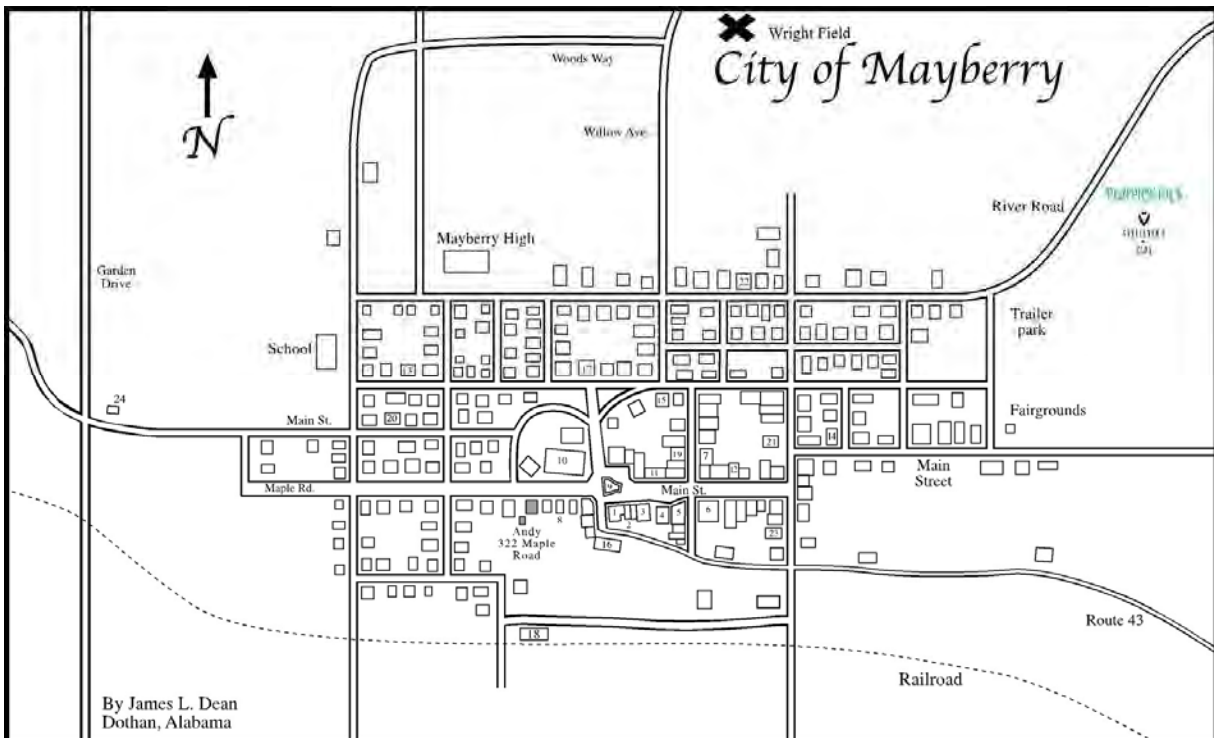 Wright Field
City of Mayberry
N
Woods Way
Willow Ave.
River Road
Mayberry High
22
Garden
Drive
Trailer
park
School
13
17
24
Main St.
20
15
Fairgrounds
14
19
21
10
7
11
12
Main
Street
Maple Rd.
9
Main St.
Andy
322 Maple
Road
8
1
2
3
4
5
6
16
23
Route 43
18
Railroad
By James L. Dean
Dothan, Alabama